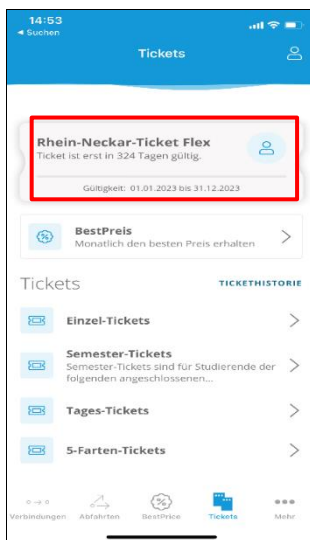 14:53
◀ Suchen
Tickets
Rhein-Neckar-Ticket Flex
Ticket ist erst in 324 Tagen gültig.
Gültigkeit: 01.01.2023 bis 31.12.2023
BestPreis
Monatlich den besten Preis erhalten
Tickets
TICKETHISTORIE
Einzel-Tickets
Semester-Tickets
Semester-Tickets sind für Studierende der
folgenden angeschlossenen...
Tages-Tickets
5-Farten-Tickets
Verbindungen
Abfahrten
BestPrice
Tickets
Mehr